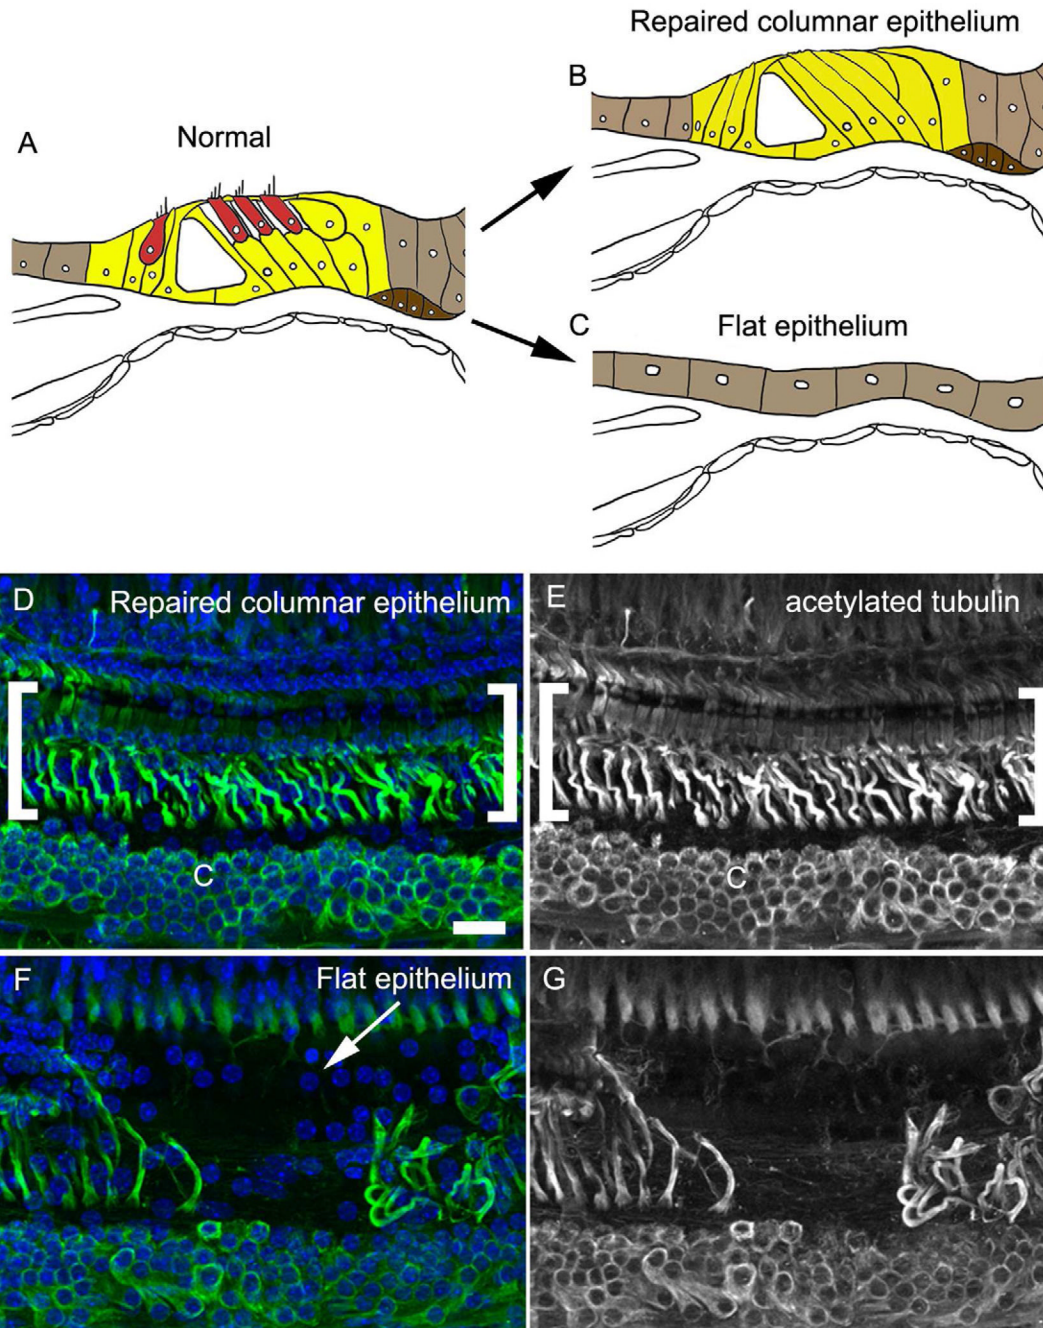 Repaired columnar epithelium
B
A
Normal
C
Flat epithelium
D
Repaired columnar epithelium
E
acetylated tubulin
C
C
F
Flat epithelium
G